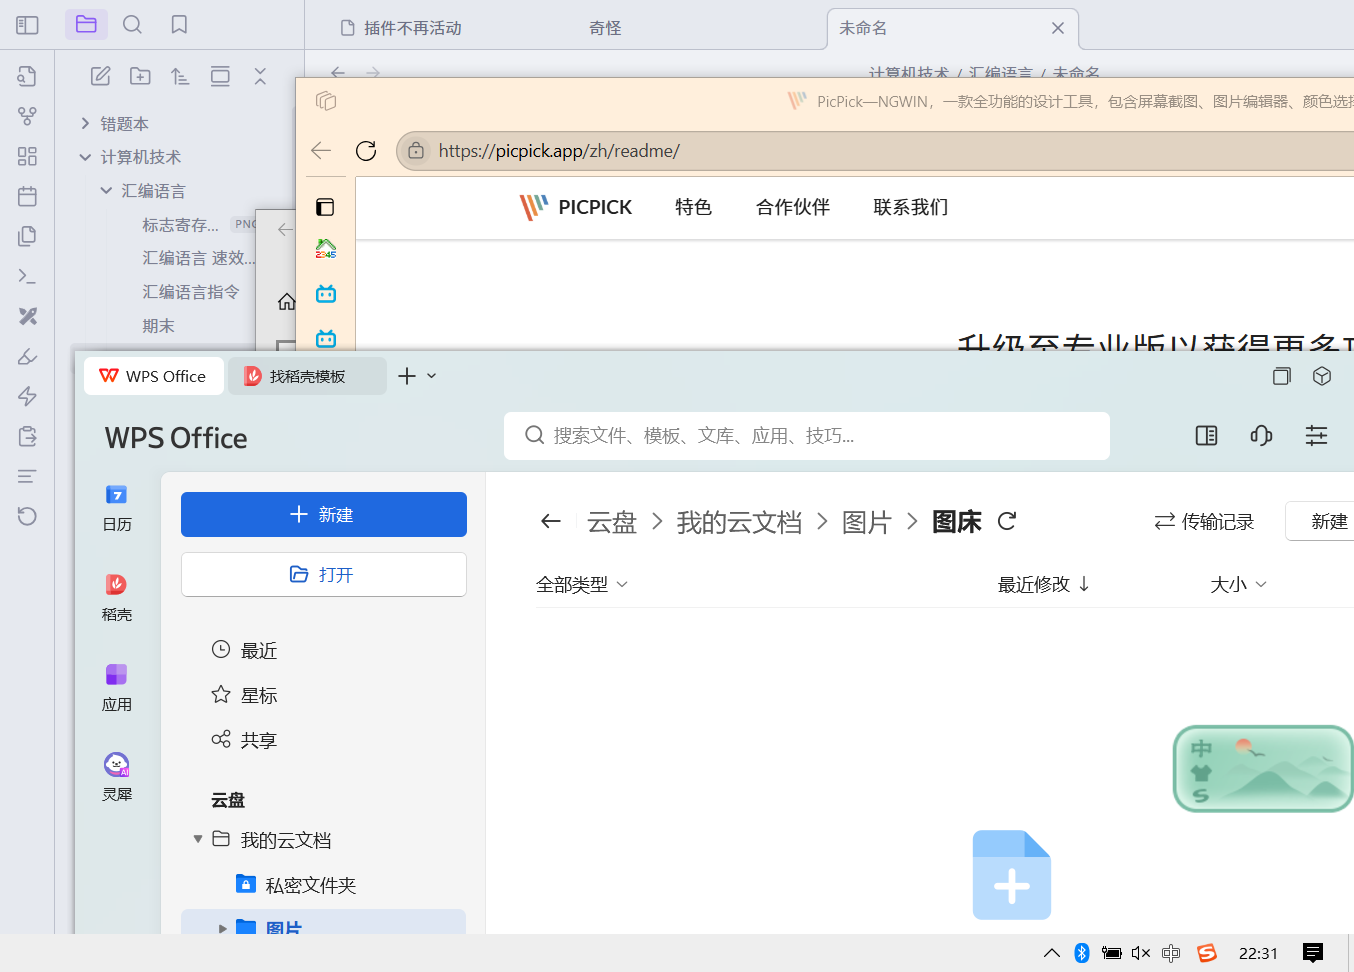 插件不再活动
奇怪
未命名
计算机技术 / 汇编语言 / 未命名
错题本
计算机技术
汇编语言
标志寄存...
汇编语言 速效...
汇编语言指令
期末
PicPick—NGWIN，一款全功能的设计工具，包含屏幕截图、图片编辑器、颜色选
https://picpick.app/zh/readme/
2345
PICPICK
特色
合作伙伴
联系我们
升级至专业版以获得更多
WPS Office
找稻壳模板
WPS Office
搜索文件、模板、文库、应用、技巧...
7
日历
稻壳
应用
AI
灵犀
新建
打开
最近
星标
共享
云盘
我的云文档
私密文件夹
图片
云盘 > 我的云文档 > 图片 > 图床
传输记录
新建
全部类型
最近修改
大小
中
S
中
22:31